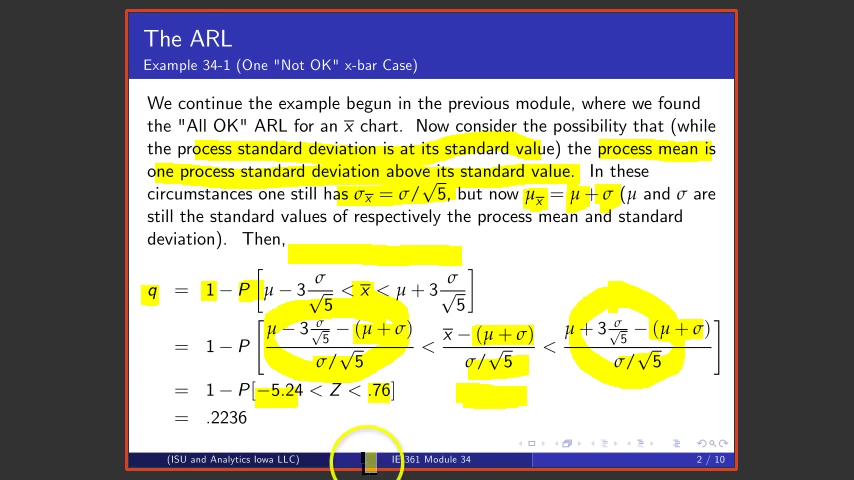 The ARL
Example 34-1 (One "Not OK" x-bar Case)
We continue the example begun in the previous module, where we found
the "All OK" ARL for an x̅ chart. Now consider the possibility that (while
the process standard deviation is at its standard value) the process mean is
one process standard deviation above its standard value. In these
circumstances one still has σ_x̅ = σ/√5, but now μ_x̅ = μ + σ (μ and σ are
still the standard values of respectively the process mean and standard
deviation). Then,
q = 1 − P [ μ − 3 σ/√5 < x̅ < μ + 3 σ/√5 ]
= 1 − P [ (μ − 3 σ/√5 − (μ + σ)) / (σ/√5) < (x̅ − (μ + σ)) / (σ/√5) < (μ + 3 σ/√5 − (μ + σ)) / (σ/√5) ]
= 1 − P[−5.24 < Z < .76]
= .2236
(ISU and Analytics Iowa LLC) IE 361 Module 34 2 / 10